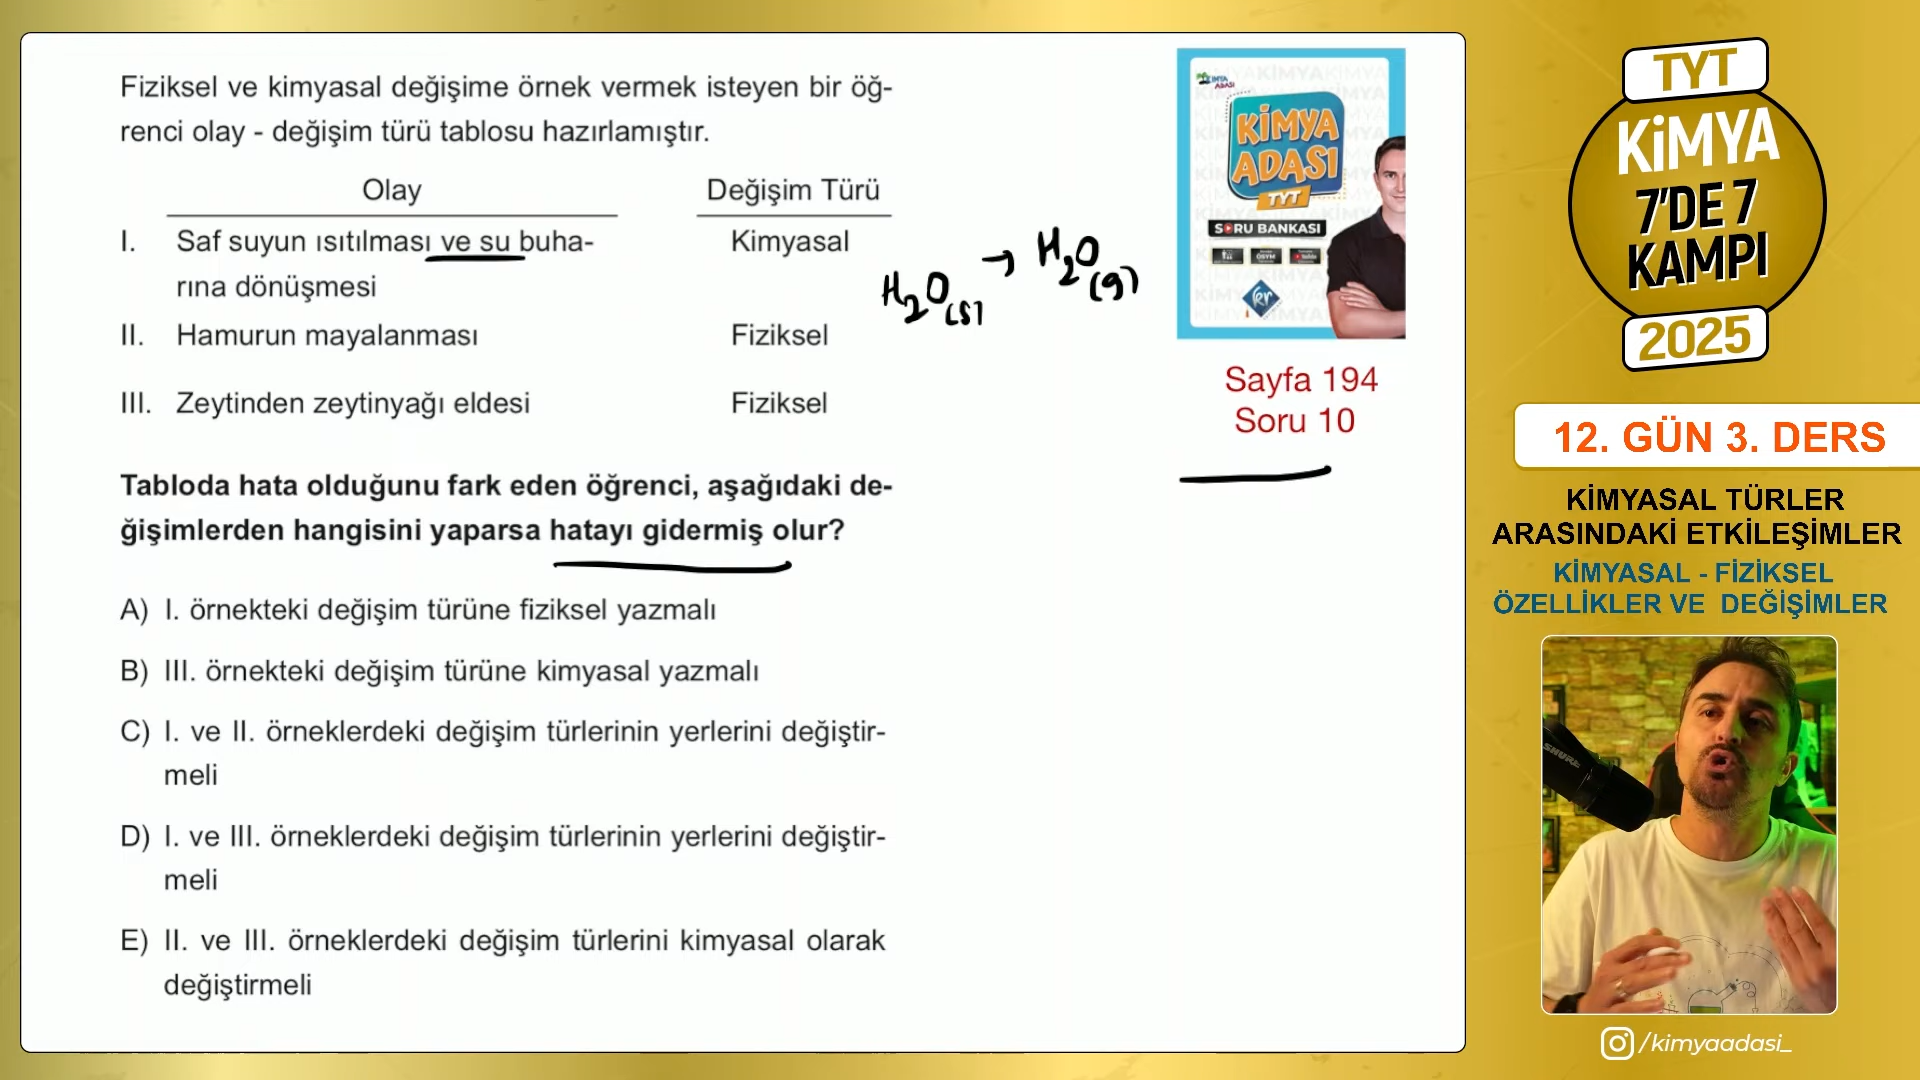 Fiziksel ve kimyasal değişime örnek vermek isteyen bir öğ-
renci olay - değişim türü tablosu hazırlamıştır.
Olay Değişim Türü
I. Saf suyun ısıtılması ve su buha- Kimyasal
rına dönüşmesi
II. Hamurun mayalanması Fiziksel
III. Zeytinden zeytinyağı eldesi Fiziksel
H2O(s) → H2O(g)
Tabloda hata olduğunu fark eden öğrenci, aşağıdaki de-
ğişimlerden hangisini yaparsa hatayı gidermiş olur?
A) I. örnekteki değişim türüne fiziksel yazmalı
B) III. örnekteki değişim türüne kimyasal yazmalı
C) I. ve II. örneklerdeki değişim türlerinin yerlerini değiştir-
meli
D) I. ve III. örneklerdeki değişim türlerinin yerlerini değiştir-
meli
E) II. ve III. örneklerdeki değişim türlerini kimyasal olarak
değiştirmeli
KİMYA
ADASI
TYT
SORU BANKASI
Sayfa 194
Soru 10
TYT
KİMYA
7'DE 7
KAMPI
2025
12. GÜN 3. DERS
KİMYASAL TÜRLER
ARASINDAKİ ETKİLEŞİMLER
KİMYASAL - FİZİKSEL
ÖZELLİKLER VE DEĞİŞİMLER
SHURE
/kimyaadasi_